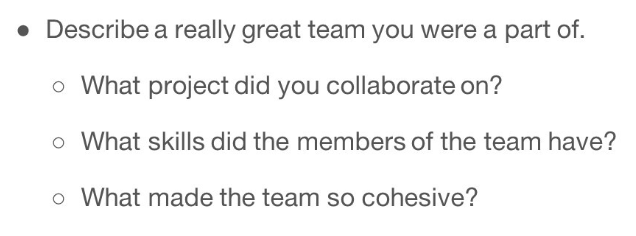 ● Describe a really great team you were a part of.
○ What project did you collaborate on?
○ What skills did the members of the team have?
○ What made the team so cohesive?